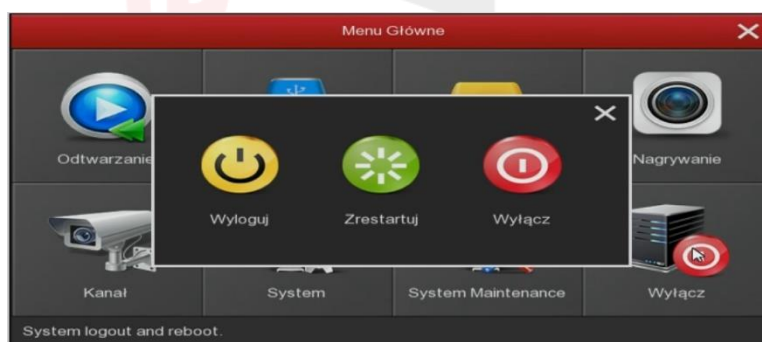 Menu Główne
Odtwarzanie
Nagrywanie
Wyloguj
Zrestartuj
Wyłącz
Kanał
System
System Maintenance
Wyłącz
System logout and reboot.